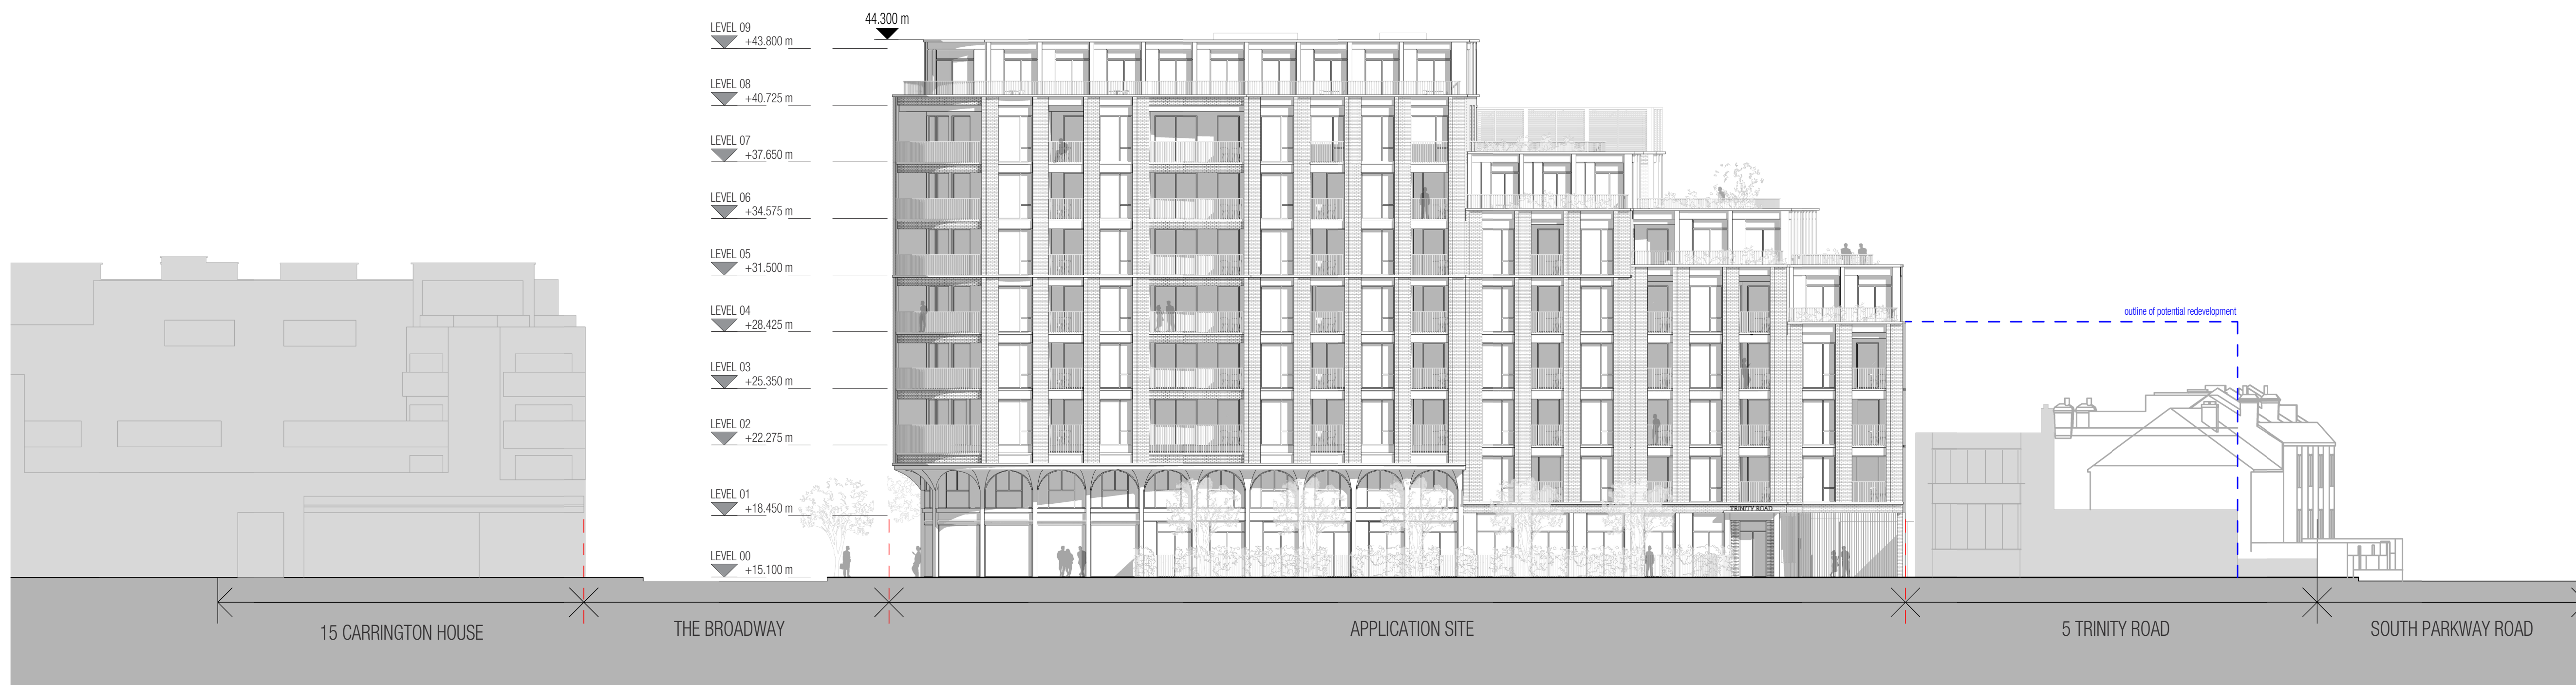 44.300 m
LEVEL 09
+43.800 m
LEVEL 08
+40.725 m
LEVEL 07
+37.650 m
LEVEL 06
+34.575 m
LEVEL 05
+31.500 m
LEVEL 04
+28.425 m
LEVEL 03
+25.350 m
LEVEL 02
+22.275 m
LEVEL 01
+18.450 m
LEVEL 00
+15.100 m
outline of potential redevelopment
TRINITY ROAD
15 CARRINGTON HOUSE
THE BROADWAY
APPLICATION SITE
5 TRINITY ROAD
SOUTH PARKWAY ROAD